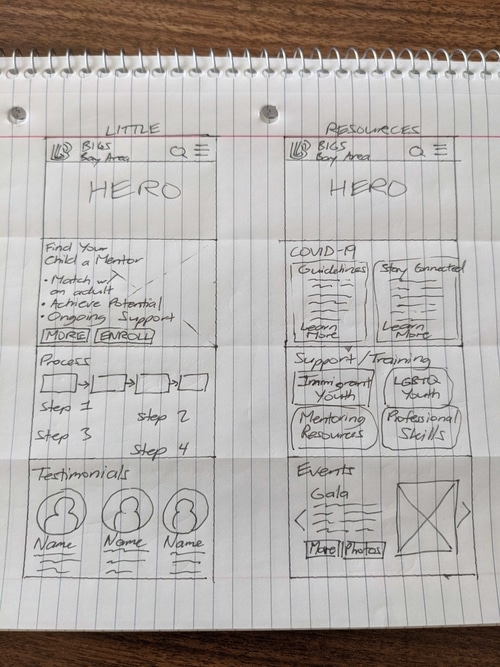 LITTLE
BIGS
Bay Area
HERO
Find Your
Child a Mentor
• Match w/
an adult
• Achieve Potential
• Ongoing Support
MORE ENROLL
Process
Step 1
Step 2
Step 3
Step 4
Testimonials
Name Name Name
RESOURCES
BIGS
Bay Area
HERO
COVID-19
Guidelines
Learn
More
Stay Connected
Learn
More
Support/Training
Immigrant
Youth
LGBTQ
Youth
Mentoring
Resources
Professional
Skills
Events
Gala
More Photos